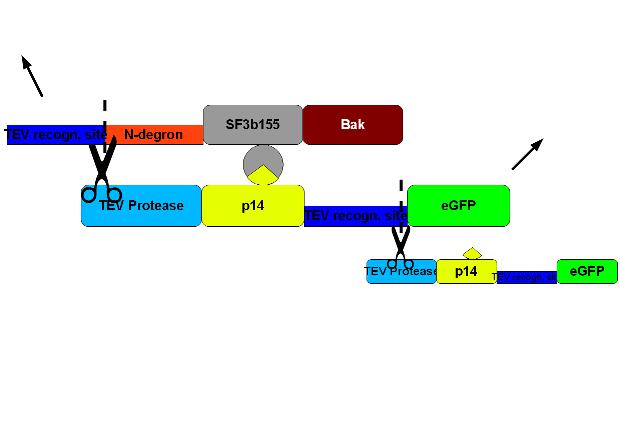 SF3b155 Bak
TEV recogn. site N-degron
TEV Protease p14 eGFP
TEV recogn. site
TEV Protease p14 eGFP
TEV recogn.